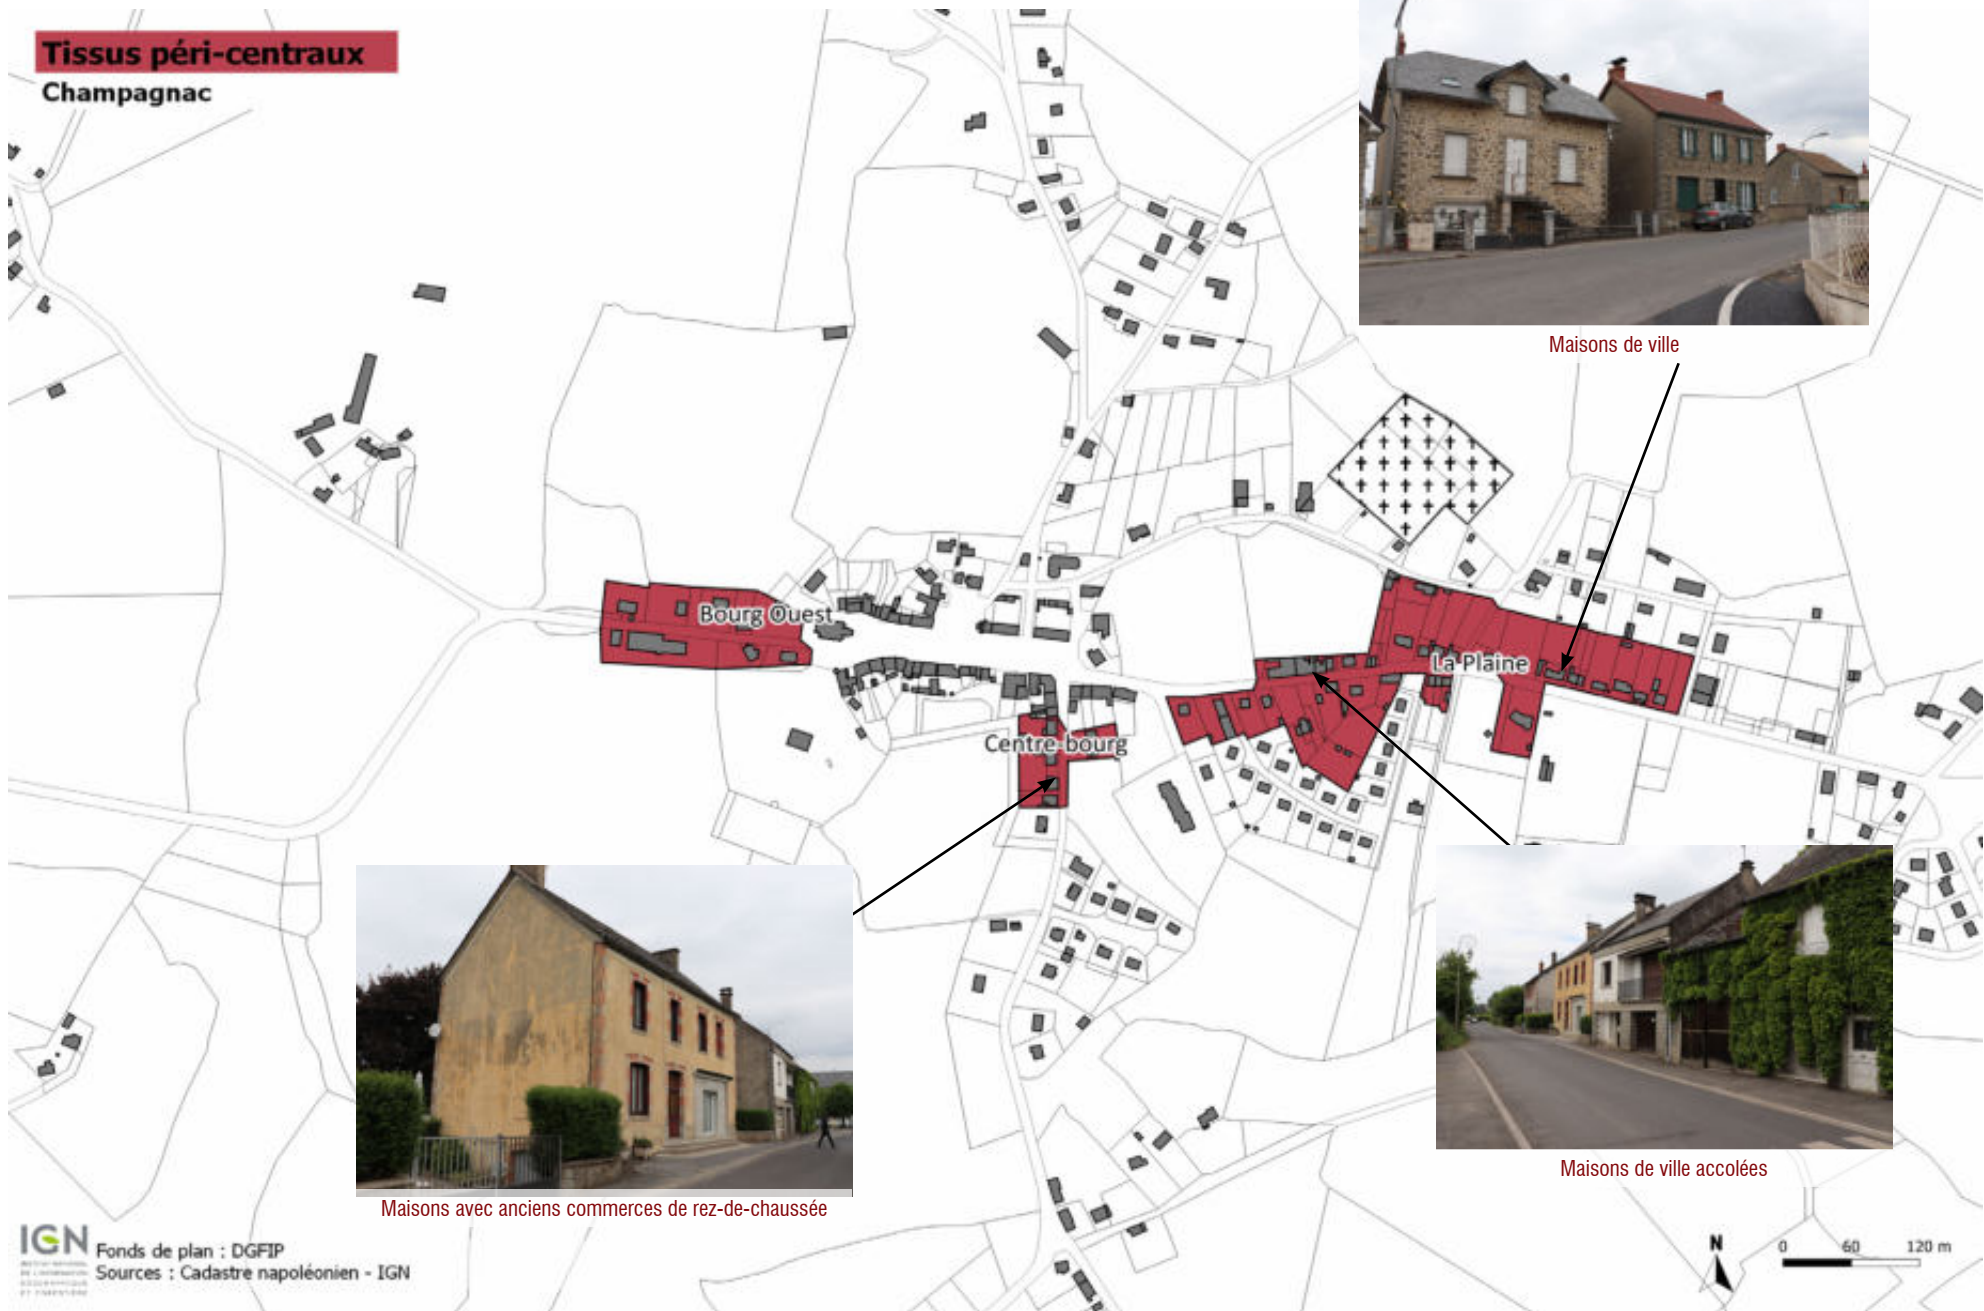 Tissus péri-centraux
Champagnac
Maisons de ville
Bourg Ouest
La Plaine
Centre-bourg
Maisons de ville accolées
Maisons avec anciens commerces de rez-de-chaussée
IGN
Fonds de plan : DGFIP
Sources : Cadastre napoléonien - IGN
N
0 60 120 m